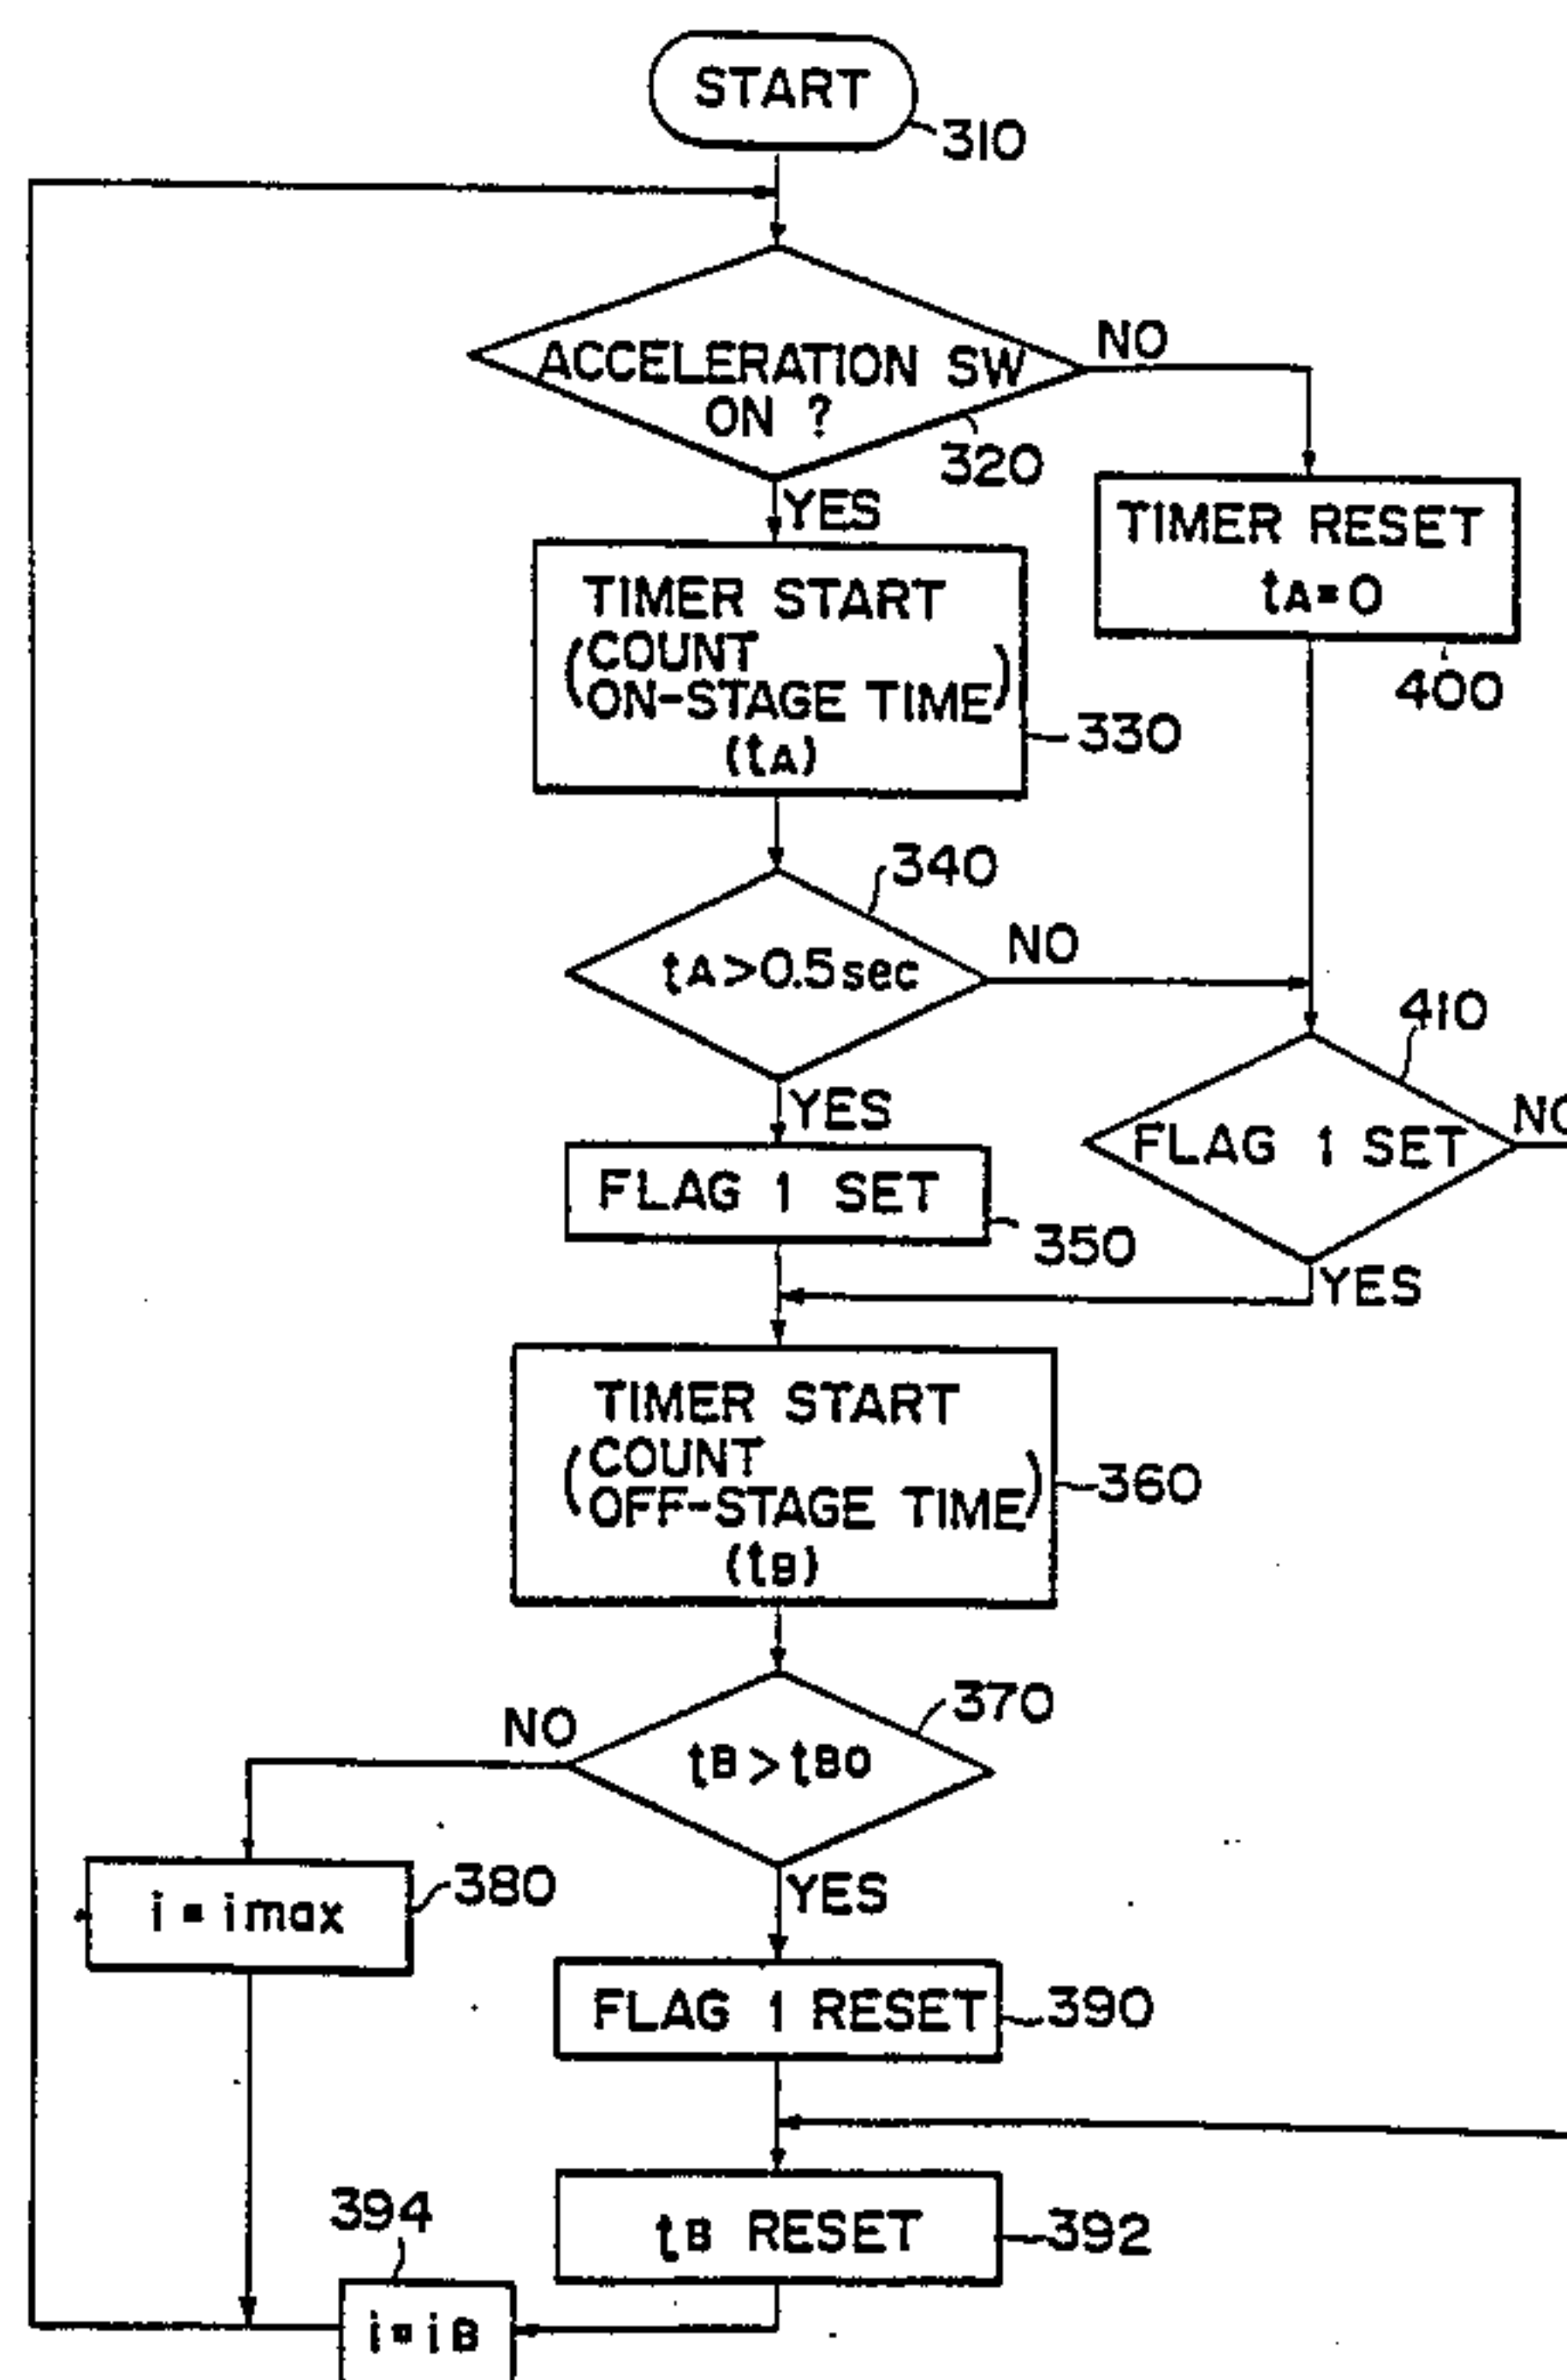 START
310
ACCELERATION SW
ON ?
NO
320
YES
TIMER RESET
tA=0
400
TIMER START
(COUNT
ON-STAGE TIME)
(tA)
330
340
tA>0.5sec
NO
410
YES
FLAG 1 SET
NO
FLAG 1 SET
350
YES
TIMER START
(COUNT
OFF-STAGE TIME)
(tB)
360
370
NO
tB>tBO
YES
i=imax
380
FLAG 1 RESET
390
394
tB RESET
392
i=iB